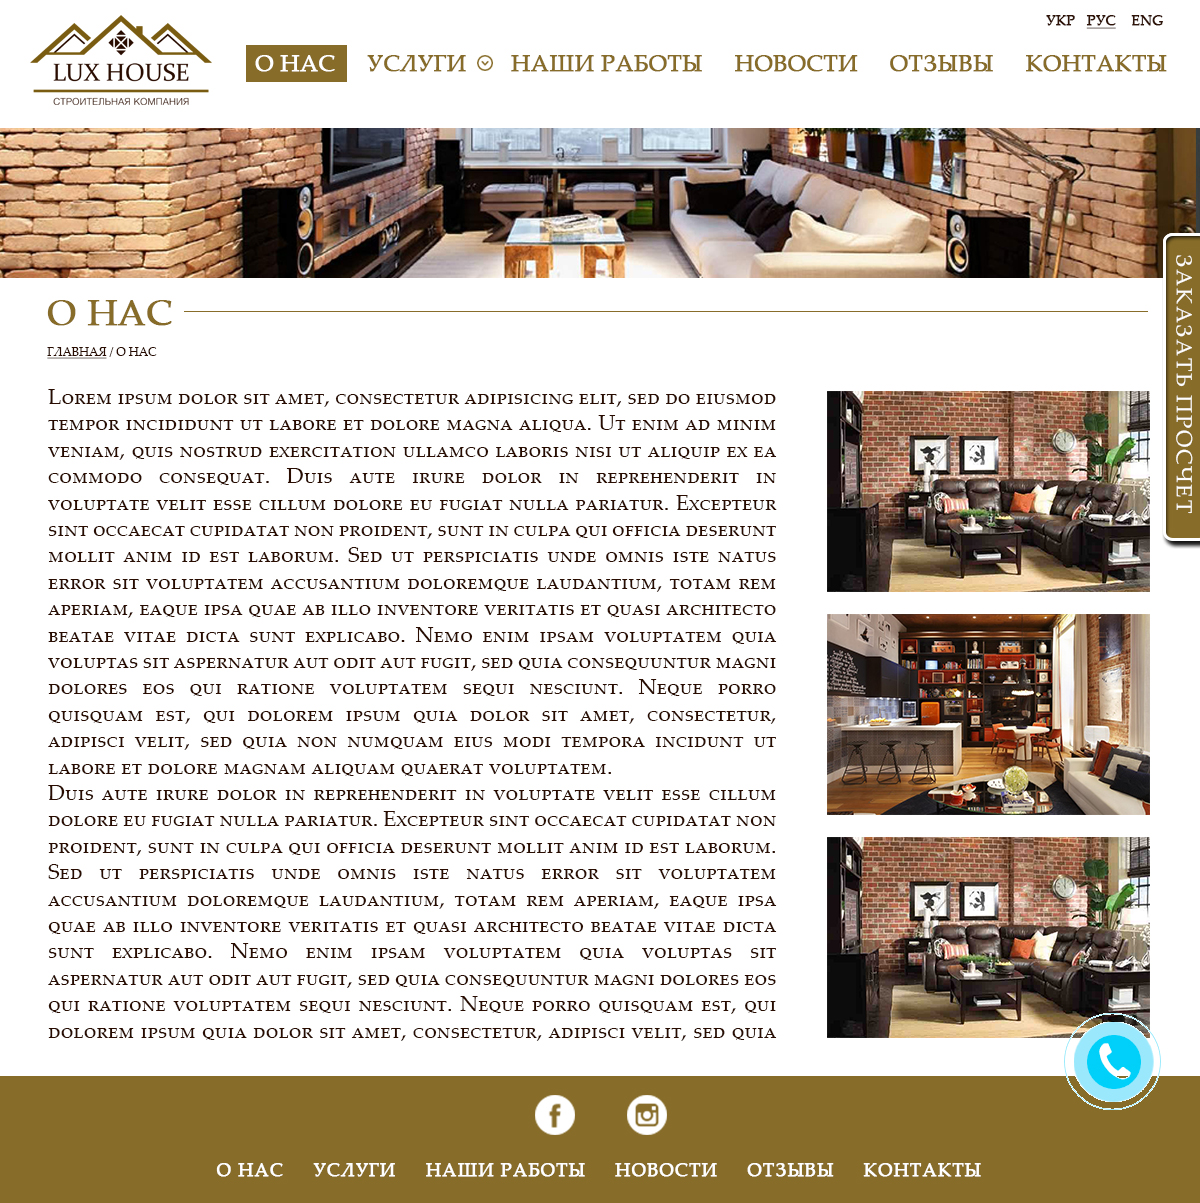 УКР РУС ENG
LUX HOUSE
СТРОИТЕЛЬНАЯ КОМПАНИЯ
О НАС УСЛУГИ НАШИ РАБОТЫ НОВОСТИ ОТЗЫВЫ КОНТАКТЫ
ЗАКАЗАТЬ ПРОСЧЕТ
О НАС
ГЛАВНАЯ / О НАС
Lorem ipsum dolor sit amet, consectetur adipisicing elit, sed do eiusmod
tempor incididunt ut labore et dolore magna aliqua. Ut enim ad minim
veniam, quis nostrud exercitation ullamco laboris nisi ut aliquip ex ea
commodo consequat. Duis aute irure dolor in reprehenderit in
voluptate velit esse cillum dolore eu fugiat nulla pariatur. Excepteur
sint occaecat cupidatat non proident, sunt in culpa qui officia deserunt
mollit anim id est laborum. Sed ut perspiciatis unde omnis iste natus
error sit voluptatem accusantium doloremque laudantium, totam rem
aperiam, eaque ipsa quae ab illo inventore veritatis et quasi architecto
beatae vitae dicta sunt explicabo. Nemo enim ipsam voluptatem quia
voluptas sit aspernatur aut odit aut fugit, sed quia consequuntur magni
dolores eos qui ratione voluptatem sequi nesciunt. Neque porro
quisquam est, qui dolorem ipsum quia dolor sit amet, consectetur,
adipisci velit, sed quia non numquam eius modi tempora incidunt ut
labore et dolore magnam aliquam quaerat voluptatem.
Duis aute irure dolor in reprehenderit in voluptate velit esse cillum
dolore eu fugiat nulla pariatur. Excepteur sint occaecat cupidatat non
proident, sunt in culpa qui officia deserunt mollit anim id est laborum.
Sed ut perspiciatis unde omnis iste natus error sit voluptatem
accusantium doloremque laudantium, totam rem aperiam, eaque ipsa
quae ab illo inventore veritatis et quasi architecto beatae vitae dicta
sunt explicabo. Nemo enim ipsam voluptatem quia voluptas sit
aspernatur aut odit aut fugit, sed quia consequuntur magni dolores eos
qui ratione voluptatem sequi nesciunt. Neque porro quisquam est, qui
dolorem ipsum quia dolor sit amet, consectetur, adipisci velit, sed quia
О НАС УСЛУГИ НАШИ РАБОТЫ НОВОСТИ ОТЗЫВЫ КОНТАКТЫ